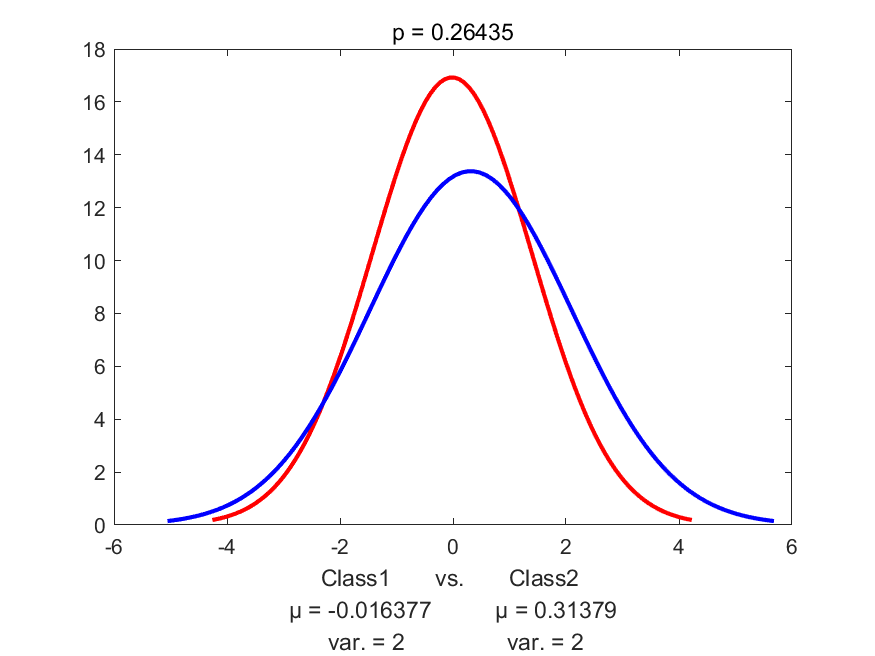 p = 0.26435
18
16
14
12
10
8
6
4
2
0
-6 -4 -2 0 2 4 6
Class1 vs. Class2
μ = -0.016377 μ = 0.31379
var. = 2 var. = 2